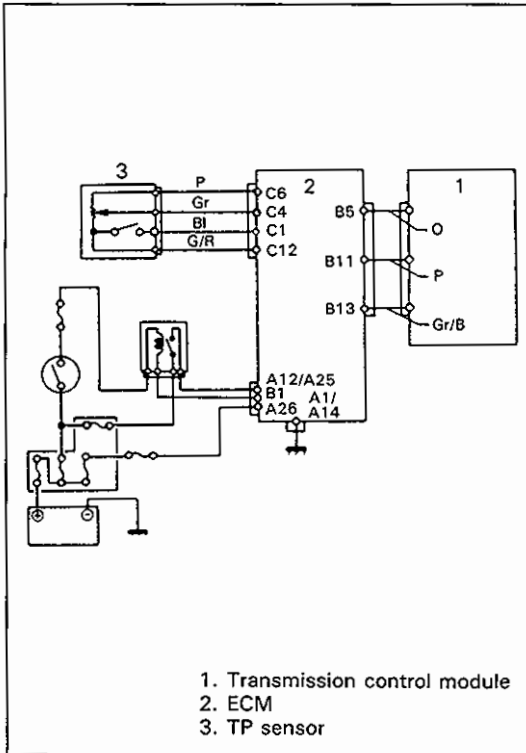 3
P
Gr
Bl
G/R
C6
C4
C1
C12
2
B5
B11
B13
1
O
P
Gr/B
A12/A25
B1
A26
A1/
A14
+
-
1. Transmission control module
2. ECM
3. TP sensor